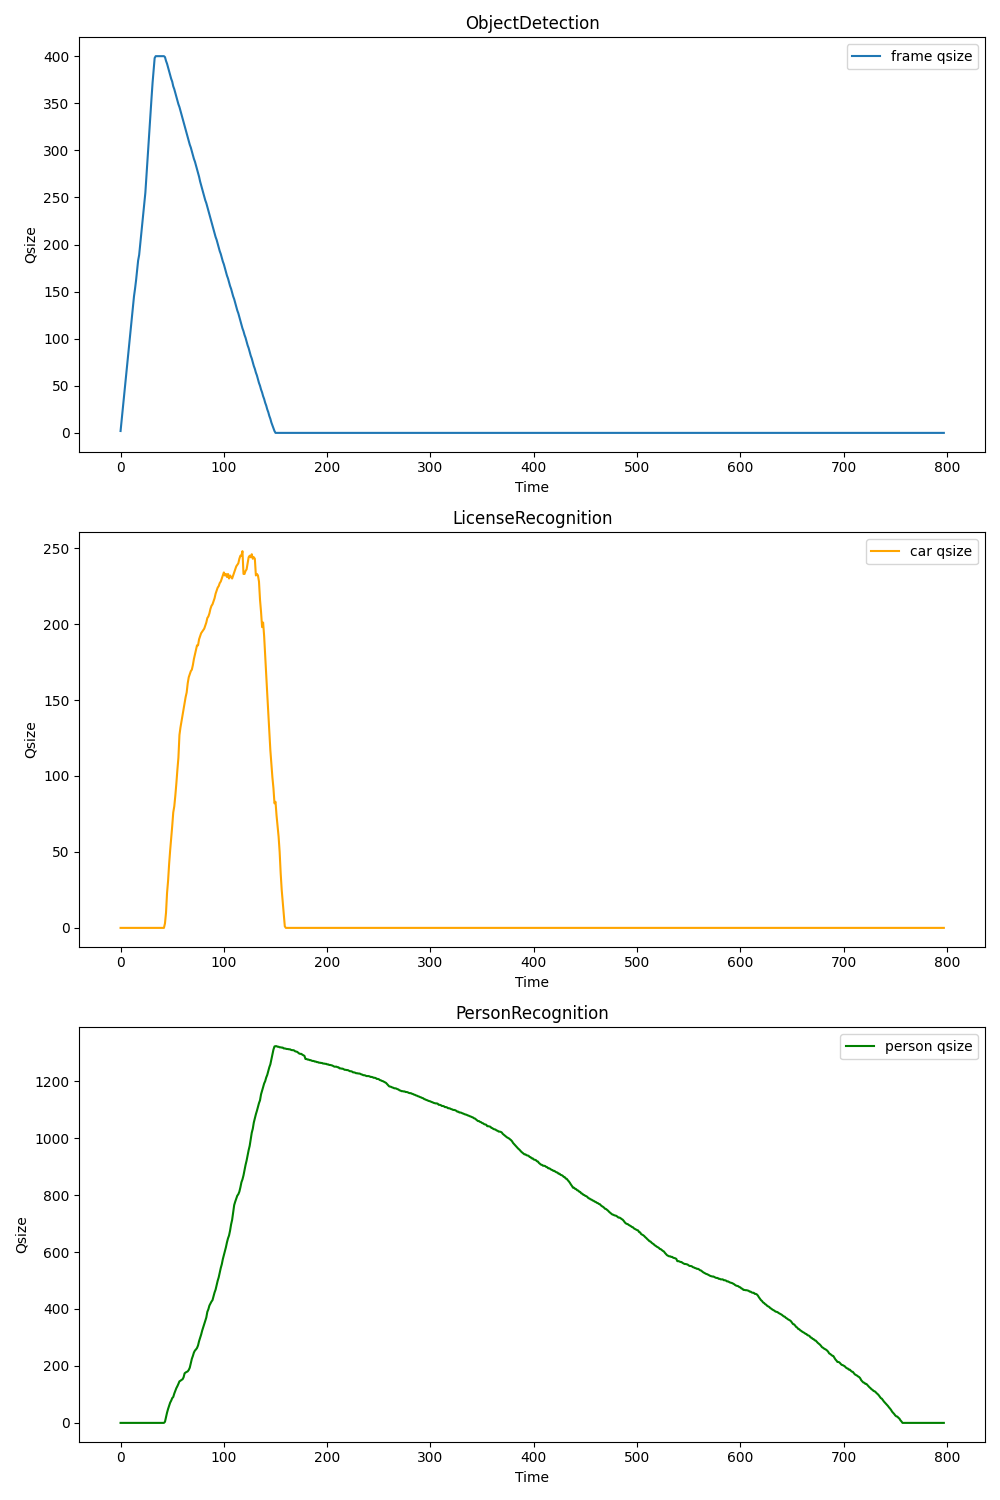 ObjectDetection
frame qsize
400
350
300
250
200
150
100
50
0
Qsize
0 100 200 300 400 500 600 700 800
Time
LicenseRecognition
car qsize
250
200
150
100
50
0
Qsize
0 100 200 300 400 500 600 700 800
Time
PersonRecognition
person qsize
1200
1000
800
600
400
200
0
Qsize
0 100 200 300 400 500 600 700 800
Time